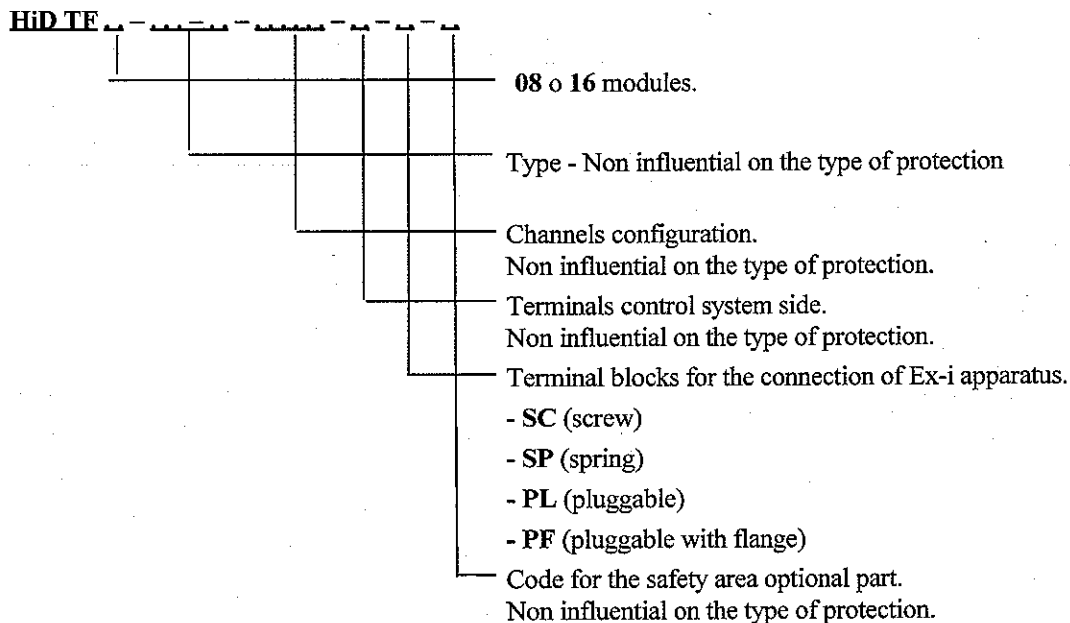 HiD TF .. - ..... - ...... - .. - .. - ..
08 o 16 modules.
Type - Non influential on the type of protection
Channels configuration.
Non influential on the type of protection.
Terminals control system side.
Non influential on the type of protection.
Terminal blocks for the connection of Ex-i apparatus.
- SC (screw)
- SP (spring)
- PL (pluggable)
- PF (pluggable with flange)
Code for the safety area optional part.
Non influential on the type of protection.